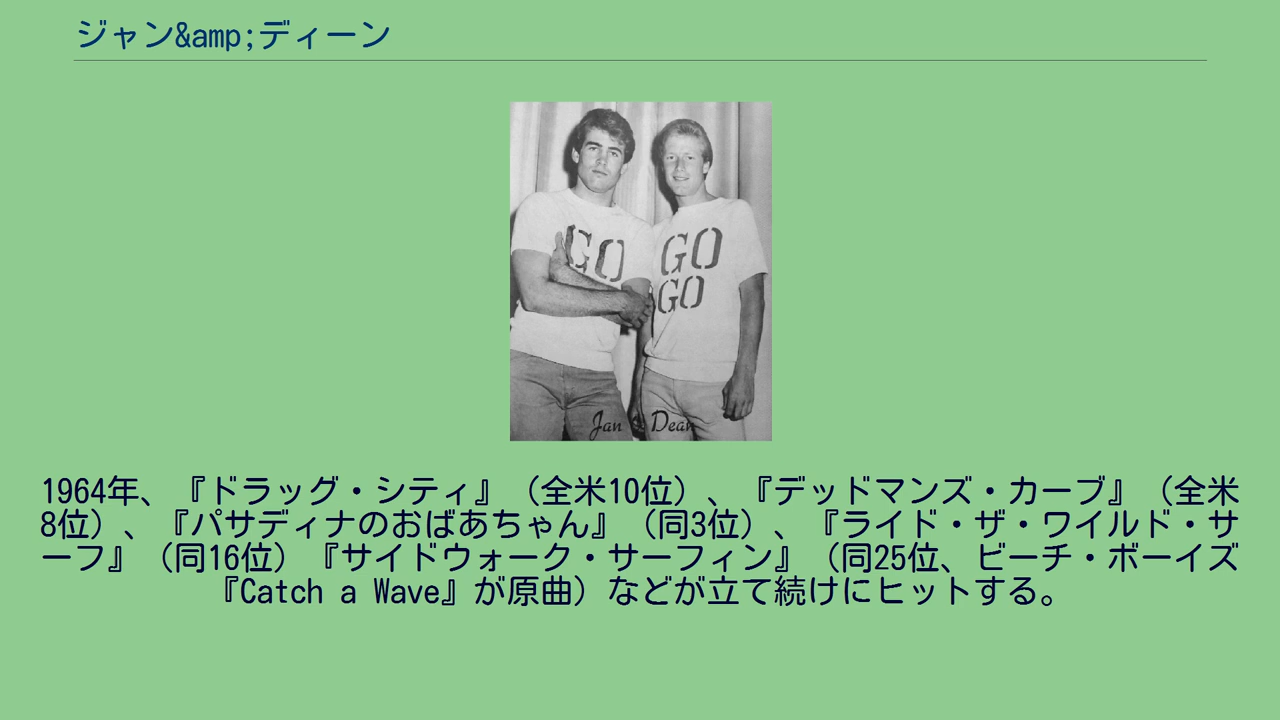 ジャン&amp;ディーン
GO
GO
GO
Jan & Dean
1964年、『ドラッグ・シティ』（全米10位）、『デッドマンズ・カーブ』（全米
8位）、『パサディナのおばあちゃん』（同3位）、『ライド・ザ・ワイルド・サ
ーフ』（同16位）『サイドウォーク・サーフィン』（同25位、ビーチ・ボーイズ
『Catch a Wave』が原曲）などが立て続けにヒットする。